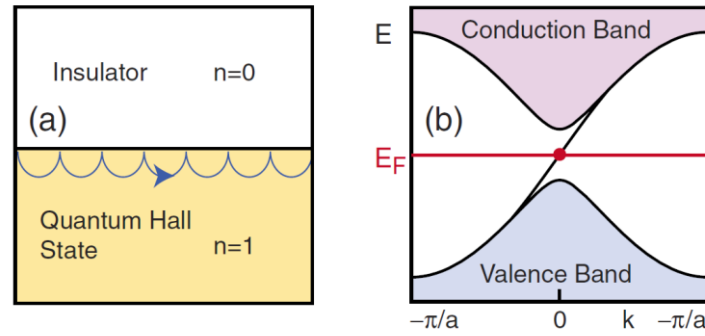 Insulator n=0
(a)
Quantum Hall
State n=1
E
Conduction Band
(b)
E_F
Valence Band
−π/a 0 k −π/a